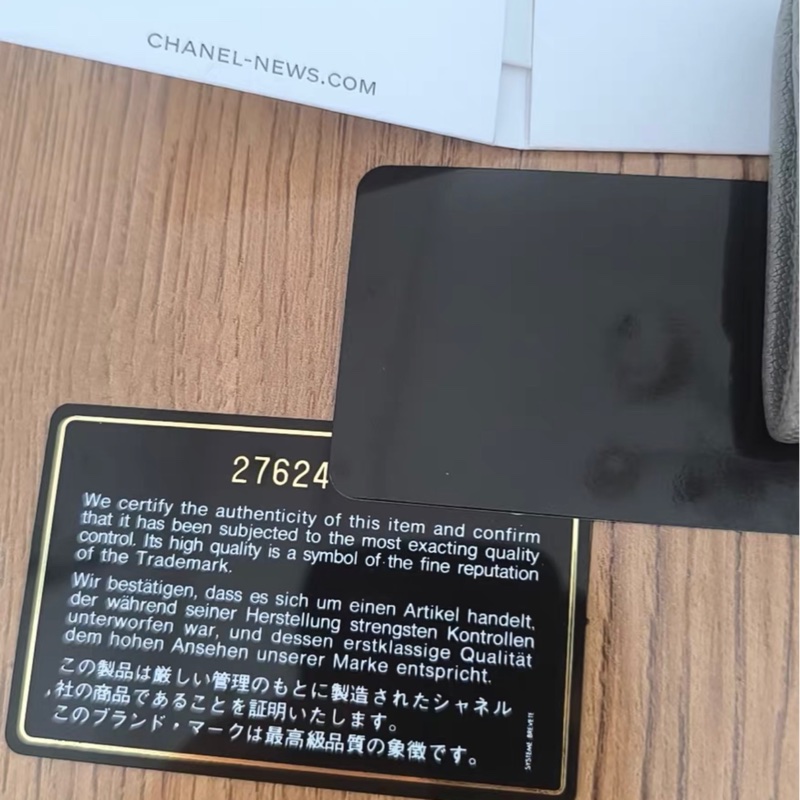 CHANEL-NEWS.COM
27624
We certify the authenticity of this item and confirm
that it has been subjected to the most exacting quality
control. Its high quality is a symbol of the fine reputation
of the Trademark.
Wir bestätigen, dass es sich um einen Artikel handelt,
der während seiner Herstellung strengsten Kontrollen
unterworfen war, und dessen erstklassige Qualität
dem hohen Ansehen unserer Marke entspricht.
この製品は厳しい管理のもとに製造されたシャネル
社の商品であることを証明いたします。
このブランド・マークは最高級品質の象徴です。
SYSTEME BREVETE